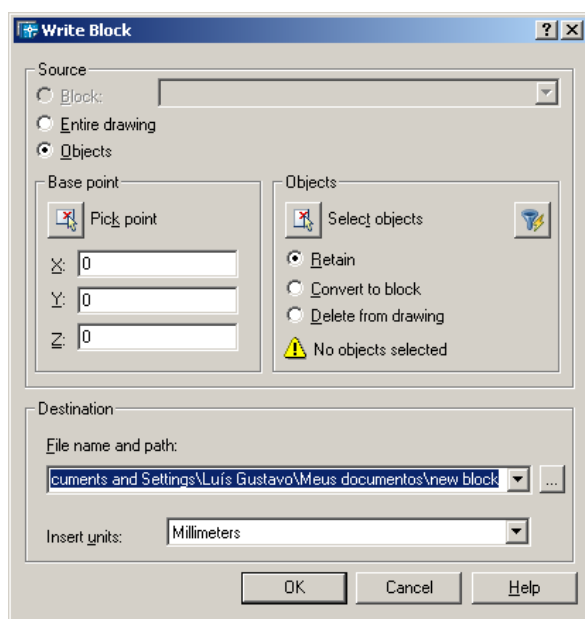 Write Block
Source
Block:
Entire drawing
Objects
Base point
Pick point
X: 0
Y: 0
Z: 0
Objects
Select objects
Retain
Convert to block
Delete from drawing
No objects selected
Destination
File name and path:
cuments and Settings\Luís Gustavo\Meus documentos\new block
...
Insert units: Millimeters
OK Cancel Help